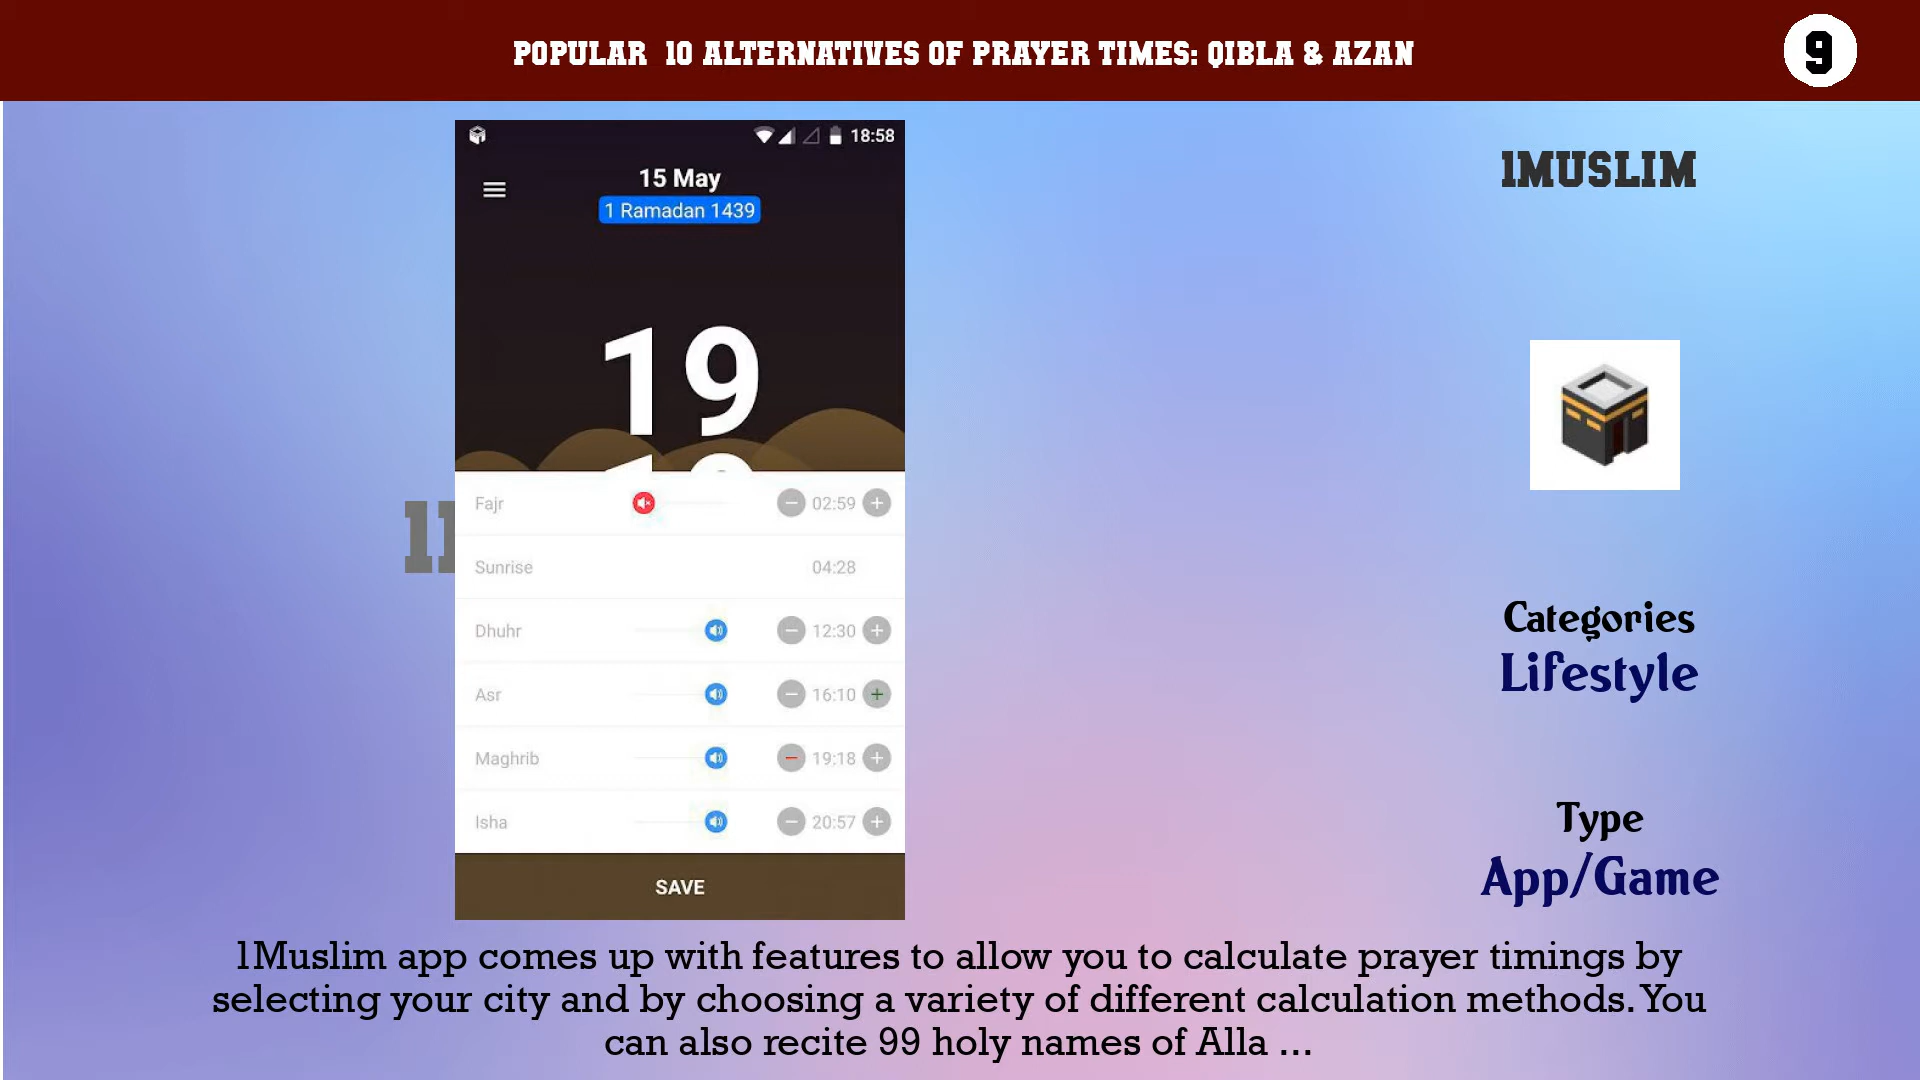 POPULAR 10 ALTERNATIVES OF PRAYER TIMES: QIBLA & AZAN
9
18:58
15 May
1 Ramadan 1439
19
Fajr 02:59
Sunrise 04:28
Dhuhr 12:30
Asr 16:10
Maghrib 19:18
Isha 20:57
SAVE
1MUSLIM
Categories
Lifestyle
Type
App/Game
1Muslim app comes up with features to allow you to calculate prayer timings by
selecting your city and by choosing a variety of different calculation methods. You
can also recite 99 holy names of Alla ...